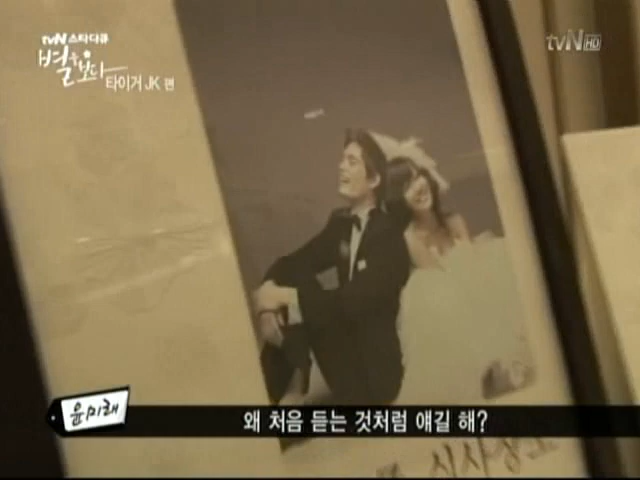 tvN 스타다큐
별을 보다
타이거 JK 편
tvN HD
윤미래
왜 처음 듣는 것처럼 얘길 해?